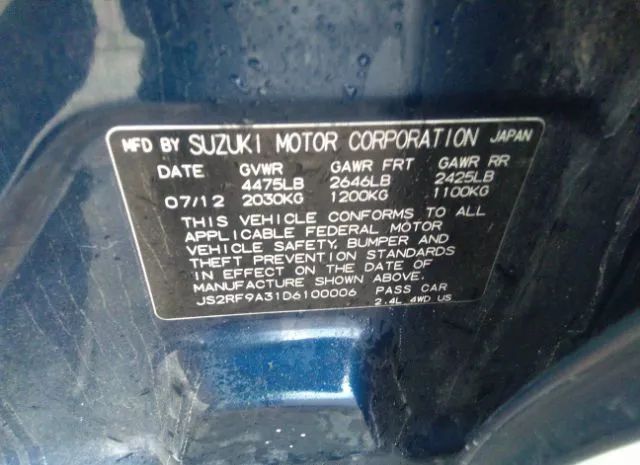 MFD BY SUZUKI MOTOR CORPORATION JAPAN
DATE GVWR GAWR FRT GAWR RR
4475LB 2646LB 2425LB
07/12 2030KG 1200KG 1100KG
THIS VEHICLE CONFORMS TO ALL
APPLICABLE FEDERAL MOTOR
VEHICLE SAFETY, BUMPER AND
THEFT PREVENTION STANDARDS
IN EFFECT ON THE DATE OF
MANUFACTURE SHOWN ABOVE.
JS2RF9A31D6100006 PASS CAR
2.4L 4WD US